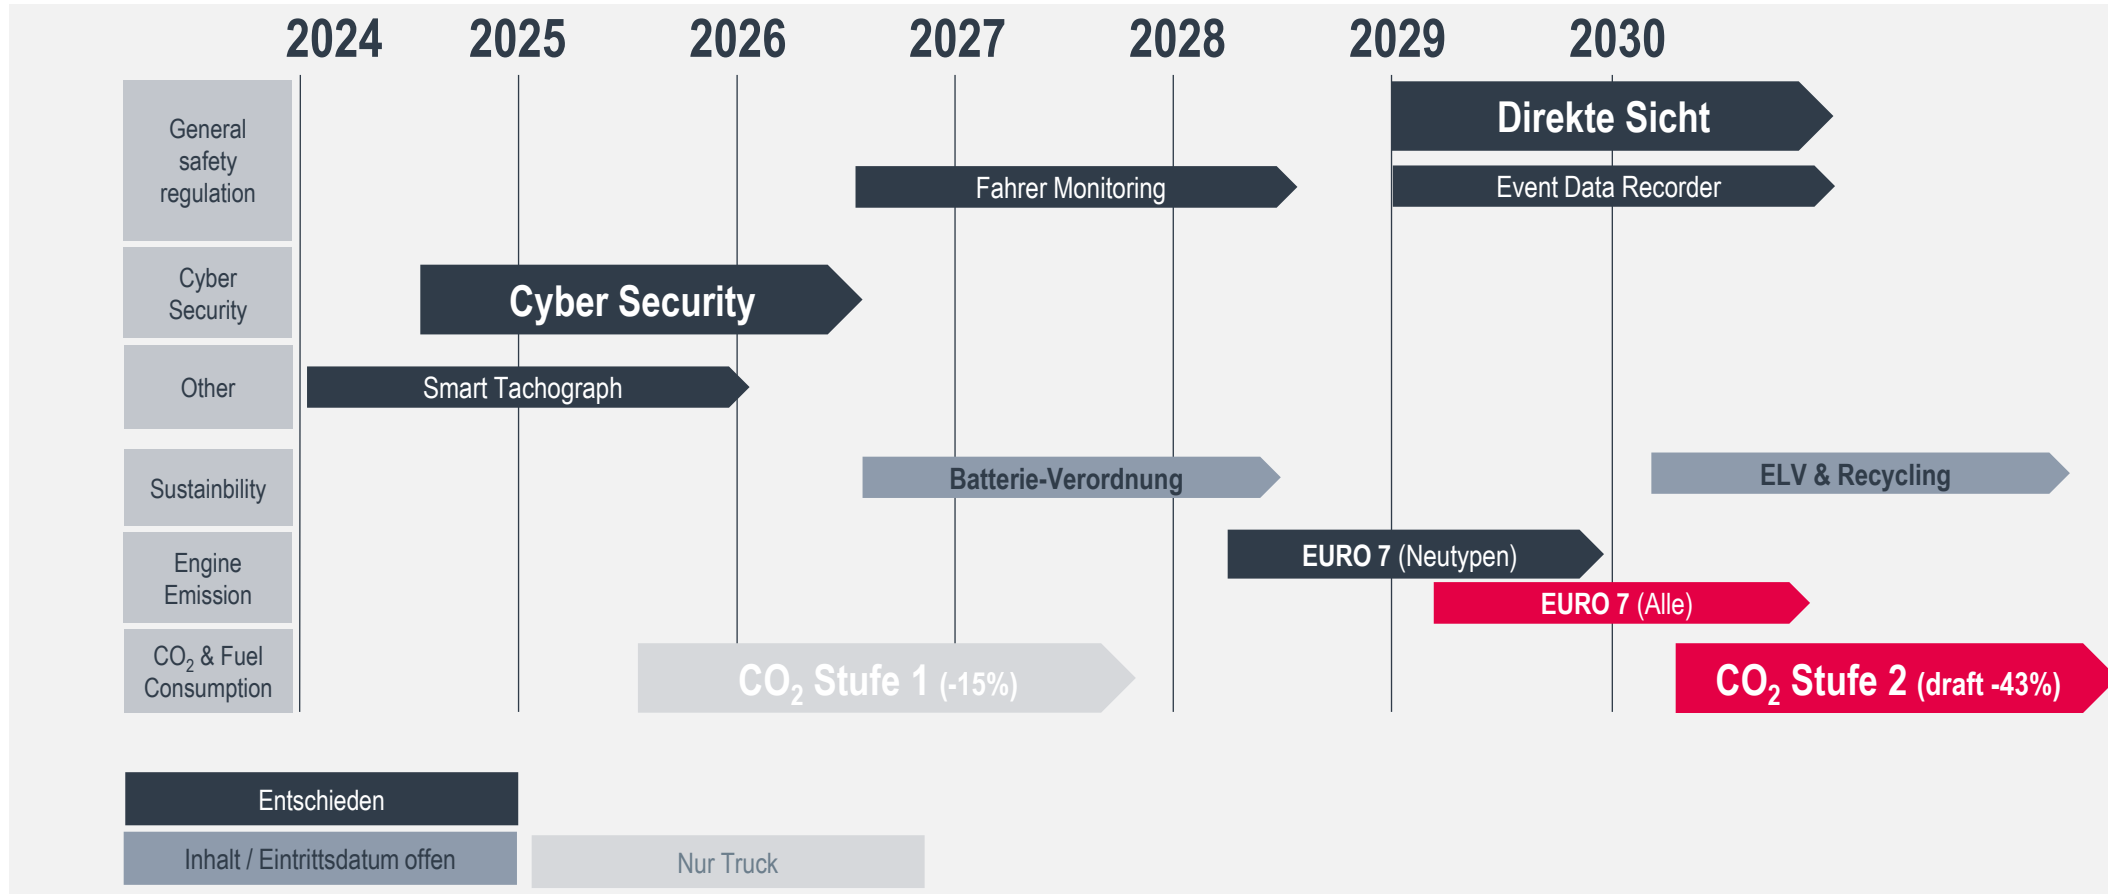 2024 2025 2026 2027 2028 2029 2030
General
safety
regulation
Direkte Sicht
Fahrer Monitoring
Event Data Recorder
Cyber
Security
Cyber Security
Other
Smart Tachograph
Sustainbility
Batterie-Verordnung
ELV & Recycling
Engine
Emission
EURO 7 (Neutypen)
EURO 7 (Alle)
CO₂ & Fuel
Consumption
CO₂ Stufe 1 (-15%)
CO₂ Stufe 2 (draft -43%)
Entschieden
Inhalt / Eintrittsdatum offen
Nur Truck